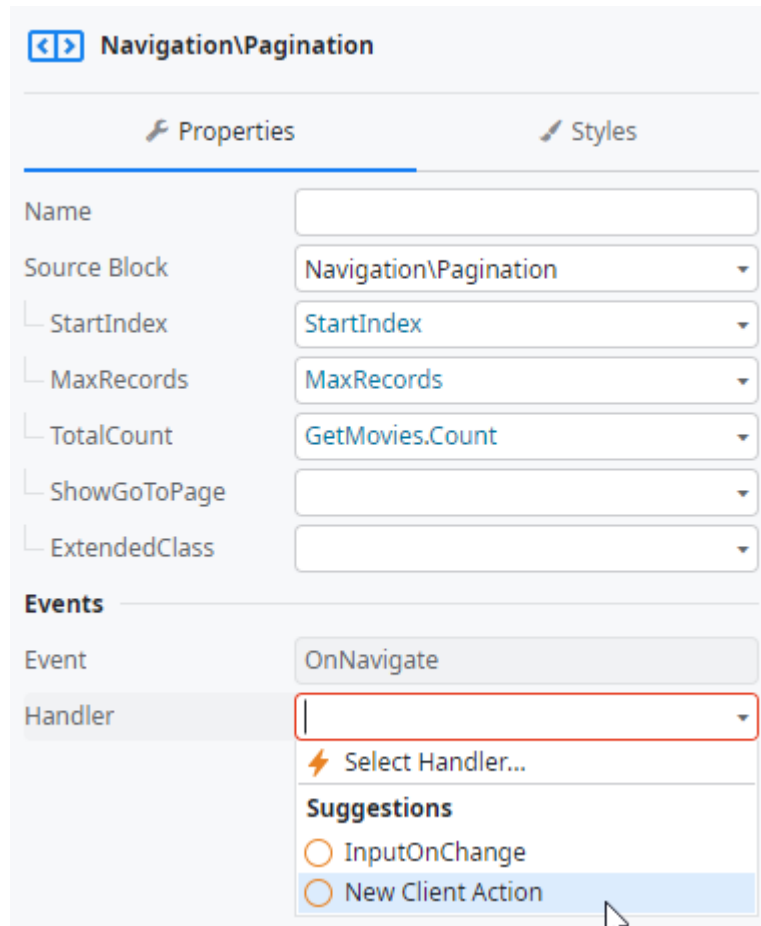 Navigation\Pagination
Properties
Styles
Name
Source Block Navigation\Pagination
StartIndex StartIndex
MaxRecords MaxRecords
TotalCount GetMovies.Count
ShowGoToPage
ExtendedClass
Events
Event OnNavigate
Handler
Select Handler...
Suggestions
InputOnChange
New Client Action